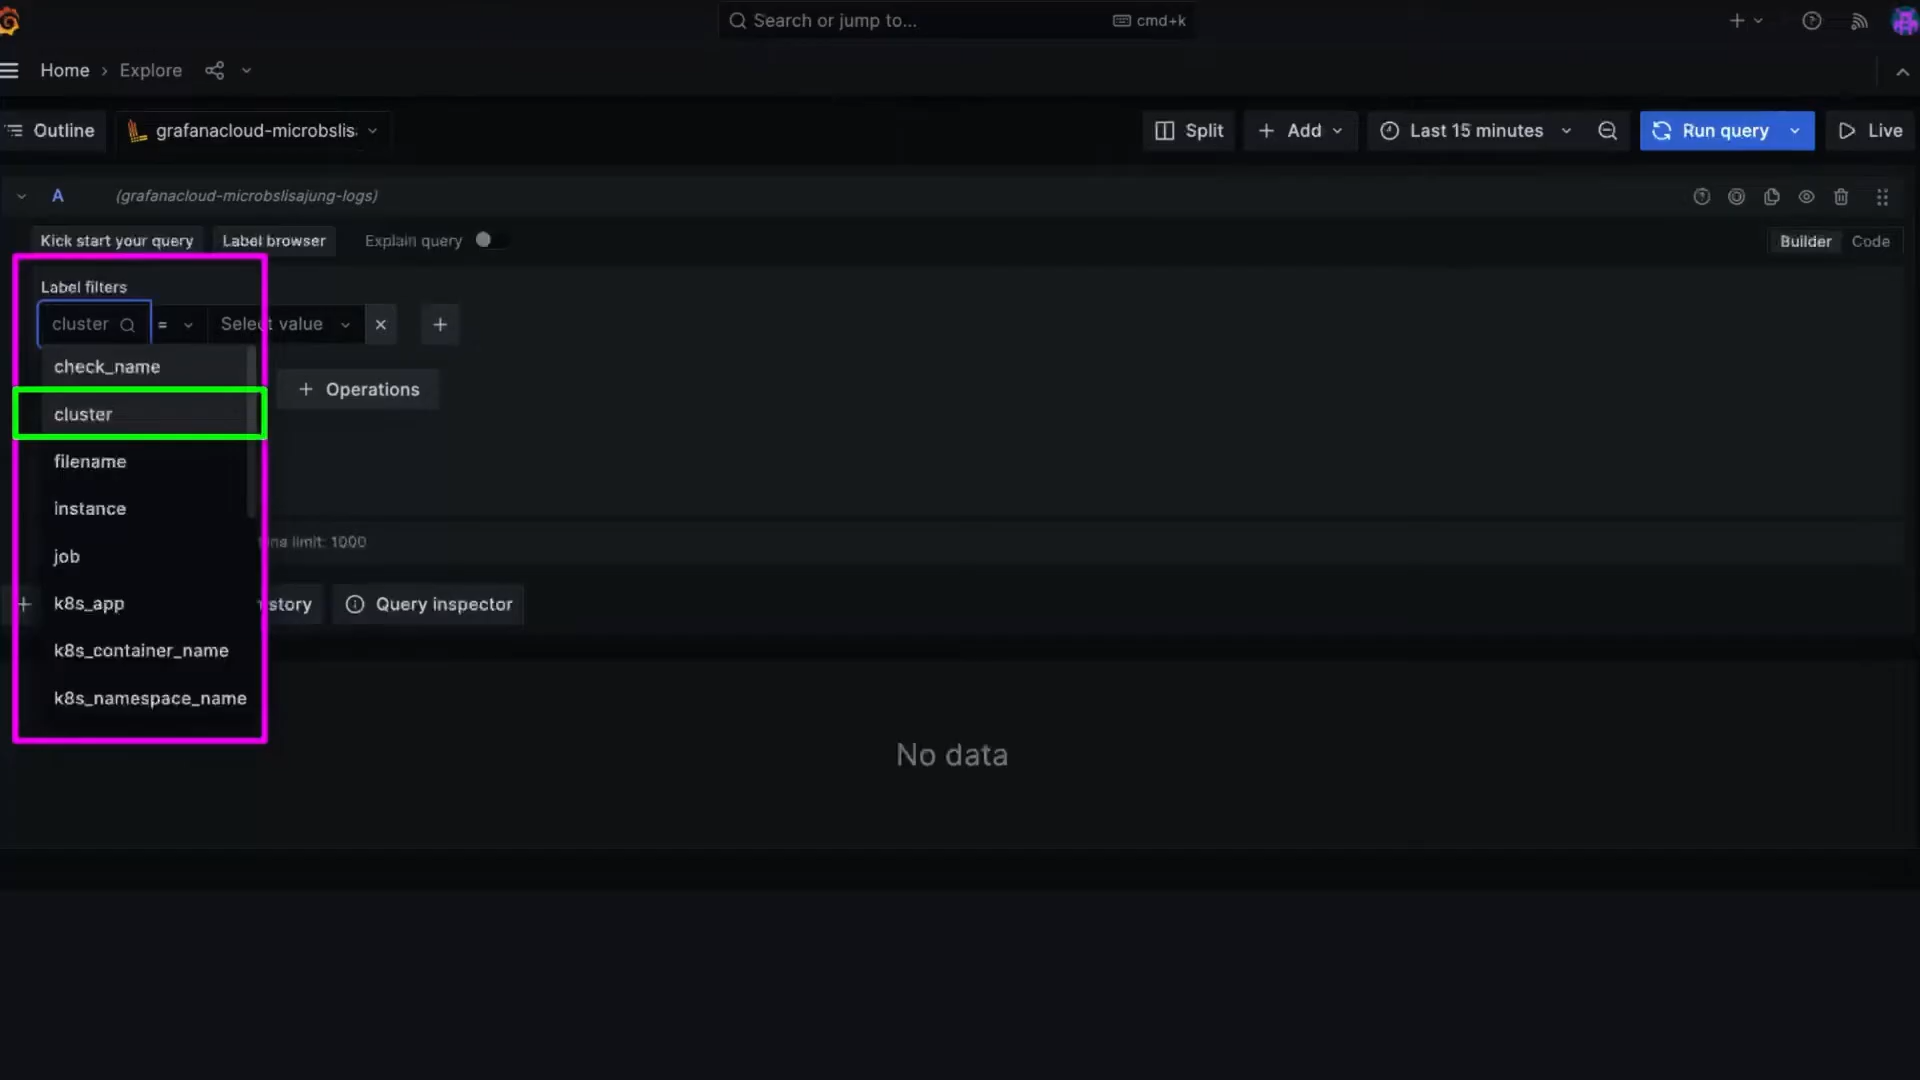 Search or jump to... cmd+k
Home › Explore
Outline grafanacloud-microbslis Split + Add Last 15 minutes Run query Live
A (grafanacloud-microbslisajung-logs)
Kick start your query Label browser Explain query Builder Code
Label filters
cluster = Select value × +
check_name
+ Operations
cluster
filename
instance
limit: 1000
job
+ k8s_app Query inspector
k8s_container_name
k8s_namespace_name
No data